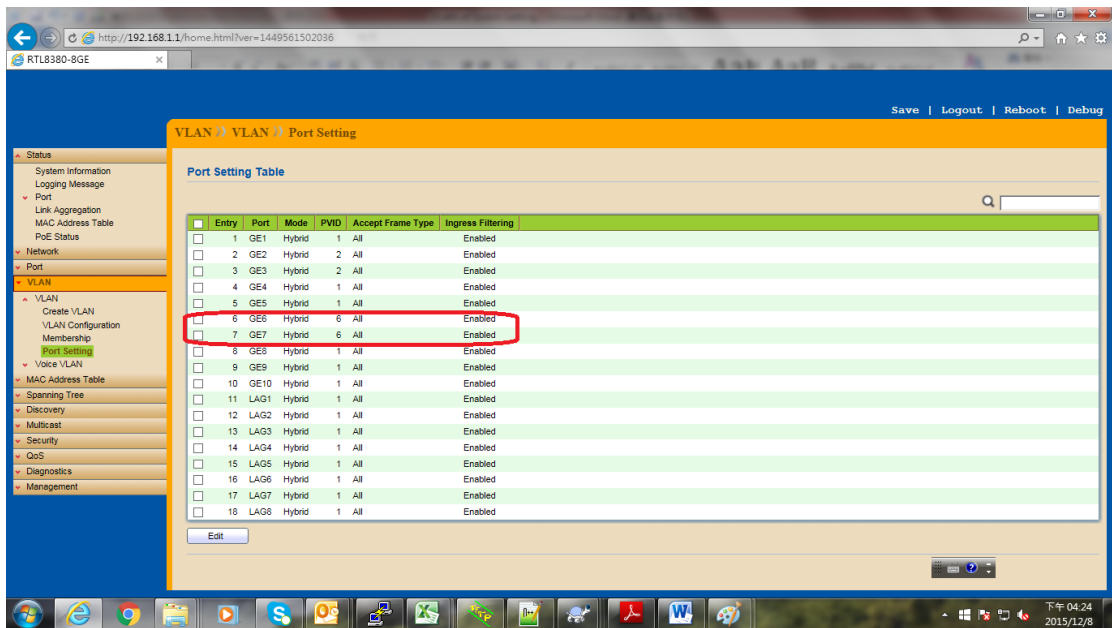 http://192.168.1.1/home.html?ver=1449561502036
RTL8380-8GE
Save | Logout | Reboot | Debug
VLAN » VLAN » Port Setting
Status
System Information
Logging Message
Port
Link Aggregation
MAC Address Table
PoE Status
Network
Port
VLAN
VLAN
Create VLAN
VLAN Configuration
Membership
Port Setting
Voice VLAN
MAC Address Table
Spanning Tree
Discovery
Multicast
Security
QoS
Diagnostics
Management
Port Setting Table
Entry Port Mode PVID Accept Frame Type Ingress Filtering
1 GE1 Hybrid 1 All Enabled
2 GE2 Hybrid 2 All Enabled
3 GE3 Hybrid 2 All Enabled
4 GE4 Hybrid 1 All Enabled
5 GE5 Hybrid 1 All Enabled
6 GE6 Hybrid 6 All Enabled
7 GE7 Hybrid 6 All Enabled
8 GE8 Hybrid 1 All Enabled
9 GE9 Hybrid 1 All Enabled
10 GE10 Hybrid 1 All Enabled
11 LAG1 Hybrid 1 All Enabled
12 LAG2 Hybrid 1 All Enabled
13 LAG3 Hybrid 1 All Enabled
14 LAG4 Hybrid 1 All Enabled
15 LAG5 Hybrid 1 All Enabled
16 LAG6 Hybrid 1 All Enabled
17 LAG7 Hybrid 1 All Enabled
18 LAG8 Hybrid 1 All Enabled
Edit
下午 04:24
2015/12/8